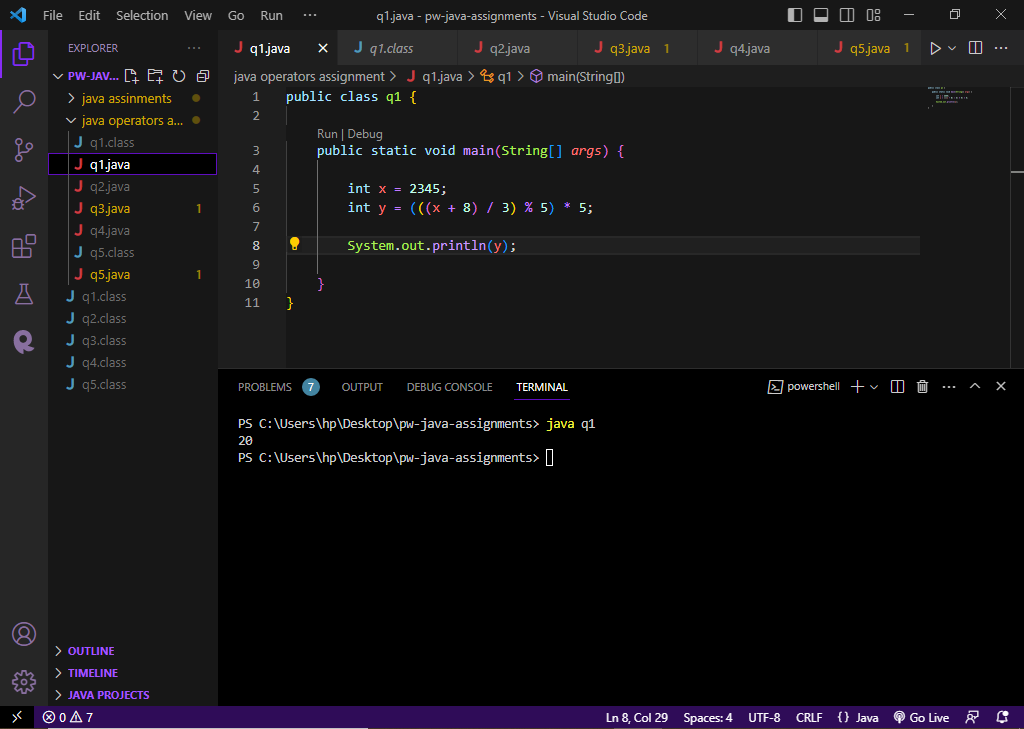 File Edit Selection View Go Run ··· q1.java - pw-java-assignments - Visual Studio Code
EXPLORER ···
PW-JAV...
java assinments
java operators a...
J q1.class
J q1.java
J q2.java
J q3.java 1
J q4.java
J q5.class
J q5.java 1
J q1.class
J q2.class
J q3.class
J q4.class
J q5.class
OUTLINE
TIMELINE
JAVA PROJECTS
J q1.java J q1.class J q2.java J q3.java 1 J q4.java J q5.java 1 ···
java operators assignment > J q1.java > q1 > main(String[])
1 public class q1 {
2
Run | Debug
3 public static void main(String[] args) {
4
5 int x = 2345;
6 int y = (((x + 8) / 3) % 5) * 5;
7
8 System.out.println(y);
9
10 }
11 }
PROBLEMS 7 OUTPUT DEBUG CONSOLE TERMINAL powershell ···
PS C:\Users\hp\Desktop\pw-java-assignments> java q1
20
PS C:\Users\hp\Desktop\pw-java-assignments>
0 7 Ln 8, Col 29 Spaces: 4 UTF-8 CRLF {} Java Go Live